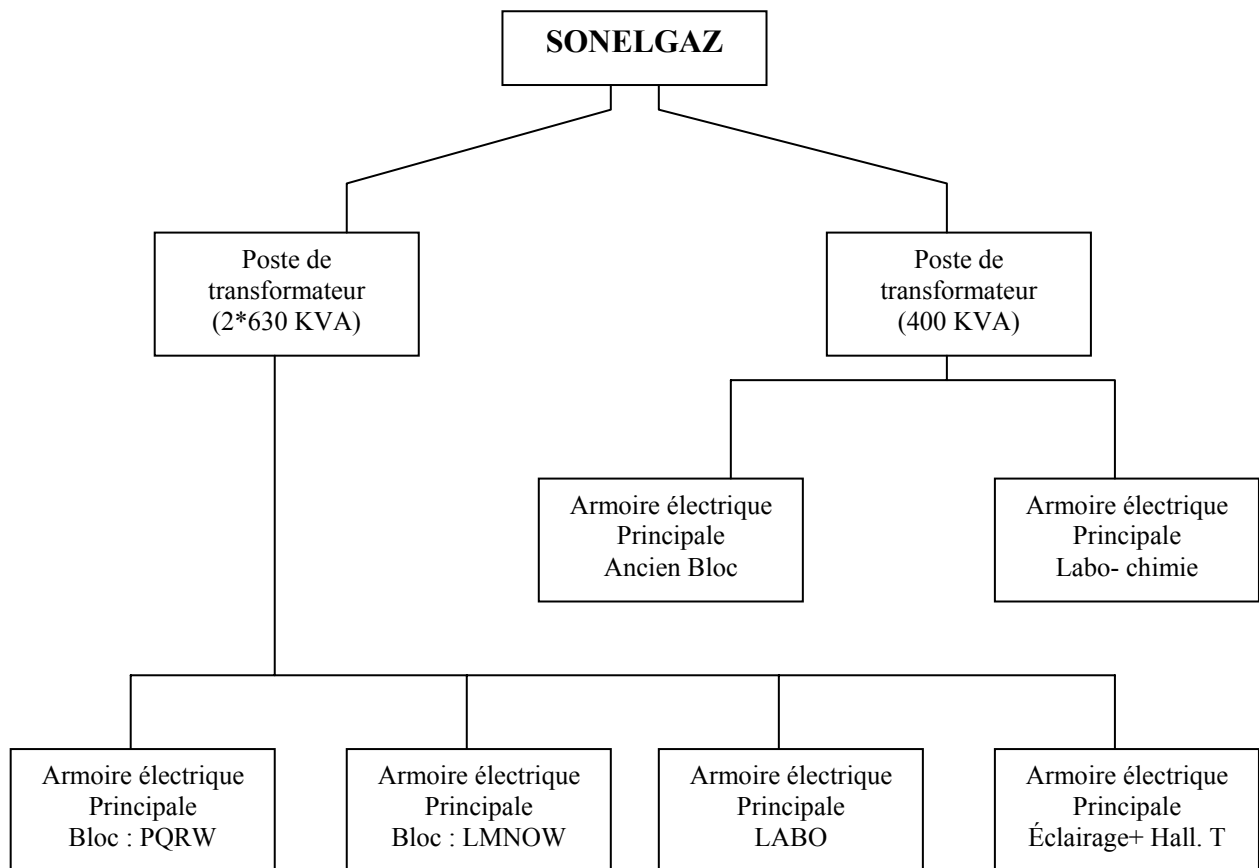 SONELGAZ
Poste de
transformateur
(2*630 KVA)
Poste de
transformateur
(400 KVA)
Armoire électrique
Principale
Ancien Bloc
Armoire électrique
Principale
Labo- chimie
Armoire électrique
Principale
Bloc : PQRW
Armoire électrique
Principale
Bloc : LMNOW
Armoire électrique
Principale
LABO
Armoire électrique
Principale
Éclairage+ Hall. T